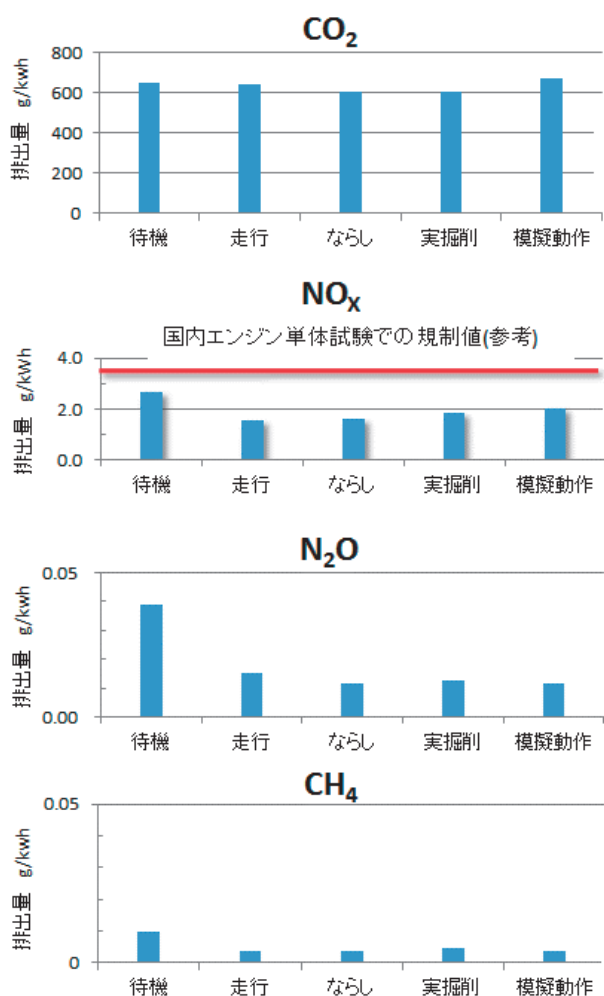 CO₂
排出量 g/kwh
800
600
400
200
0
待機 走行 ならし 実掘削 模擬動作
NOₓ
国内エンジン単体試験での規制値(参考)
排出量 g/kWh
4.0
2.0
0.0
待機 走行 ならし 実掘削 模擬動作
N₂O
排出量 g/kwh
0.05
0.00
待機 走行 ならし 実掘削 模擬動作
CH₄
排出量 g/kwh
0.05
0
待機 走行 ならし 実掘削 模擬動作